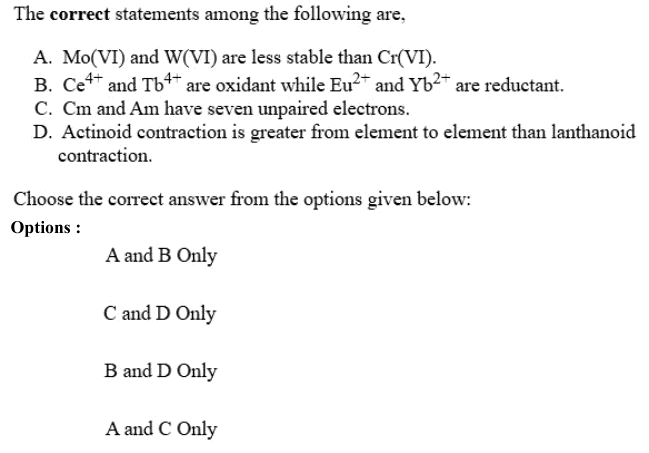 The correct statements among the following are,
A. Mo(VI) and W(VI) are less stable than Cr(VI).
B. Ce⁴⁺ and Tb⁴⁺ are oxidant while Eu²⁺ and Yb²⁺ are reductant.
C. Cm and Am have seven unpaired electrons.
D. Actinoid contraction is greater from element to element than lanthanoid
contraction.
Choose the correct answer from the options given below:
Options :
A and B Only
C and D Only
B and D Only
A and C Only